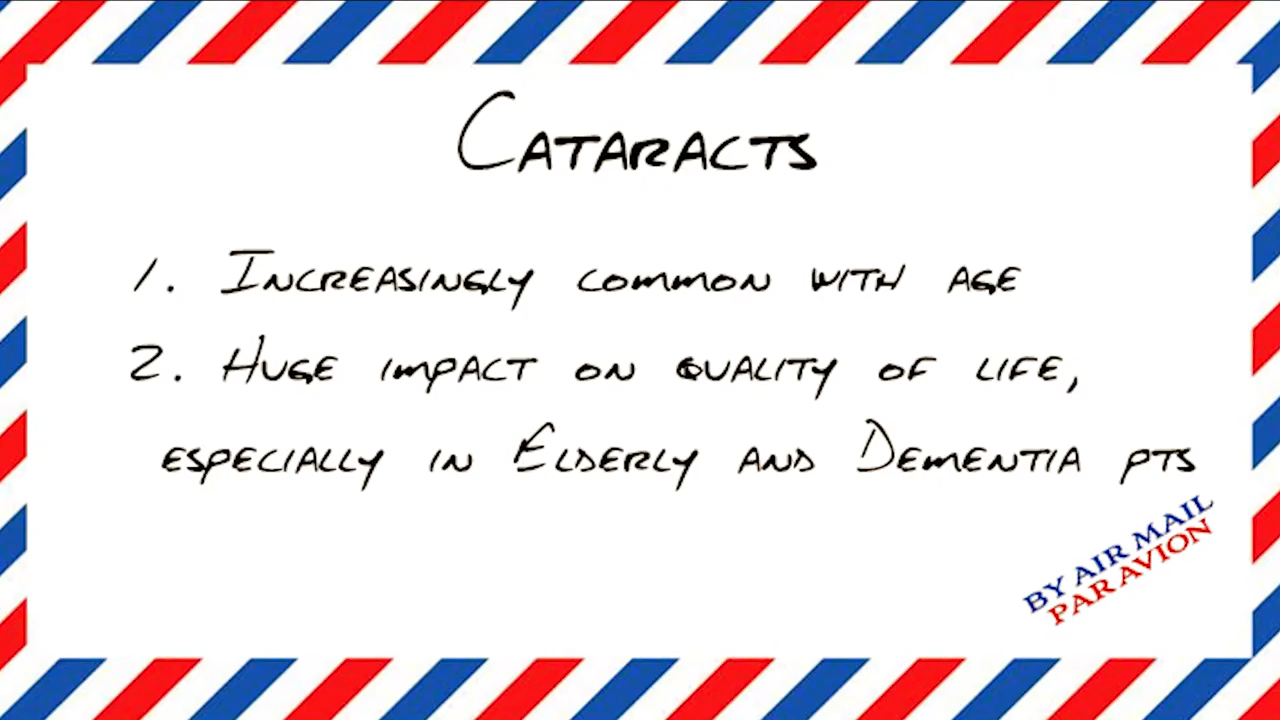 CATARACTS
1. INCREASINGLY COMMON WITH AGE
2. HUGE IMPACT ON QUALITY OF LIFE,
ESPECIALLY IN ELDERLY AND DEMENTIA PTS
BY AIR MAIL
PAR AVION